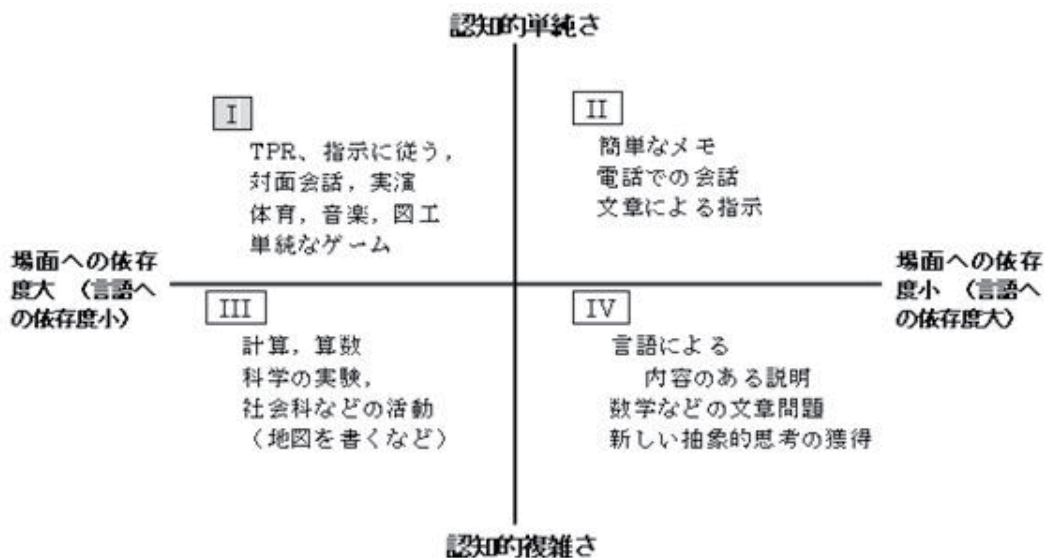 認知的単純さ
I
TPR、指示に従う,
対面会話, 実演
体育, 音楽, 図工
単純なゲーム
II
簡単なメモ
電話での会話
文章による指示
場面への依存
度大 (言語へ
の依存度小)
場面への依存
度小 (言語へ
の依存度大)
III
計算, 算数
科学の実験,
社会科などの活動
(地図を書くなど)
IV
言語による
内容のある説明
数学などの文章問題
新しい抽象的思考の獲得
認知的複雑さ